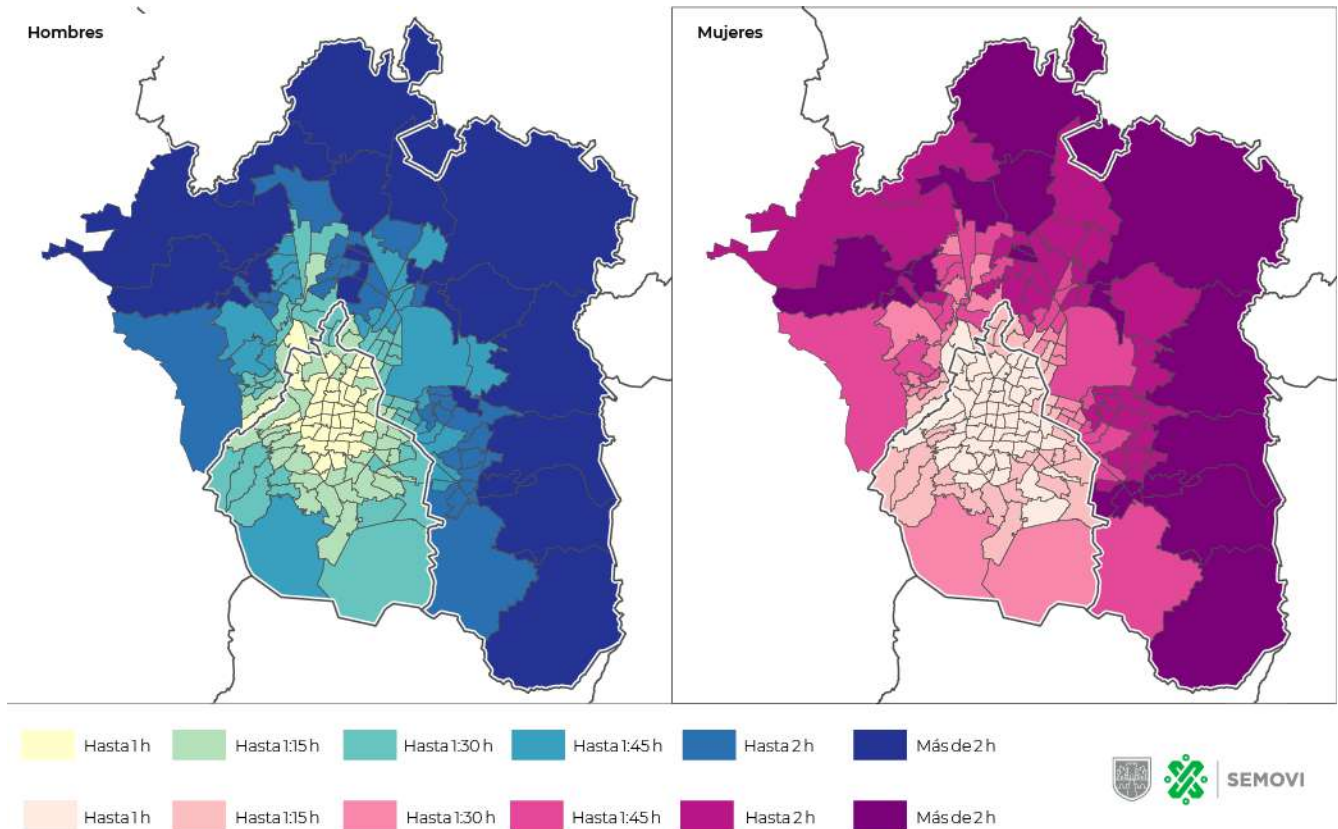 Hombres
Mujeres
Hasta 1 h
Hasta 1:15 h
Hasta 1:30 h
Hasta 1:45 h
Hasta 2 h
Más de 2 h
Hasta 1 h
Hasta 1:15 h
Hasta 1:30 h
Hasta 1:45 h
Hasta 2 h
Más de 2 h
SEMOVI